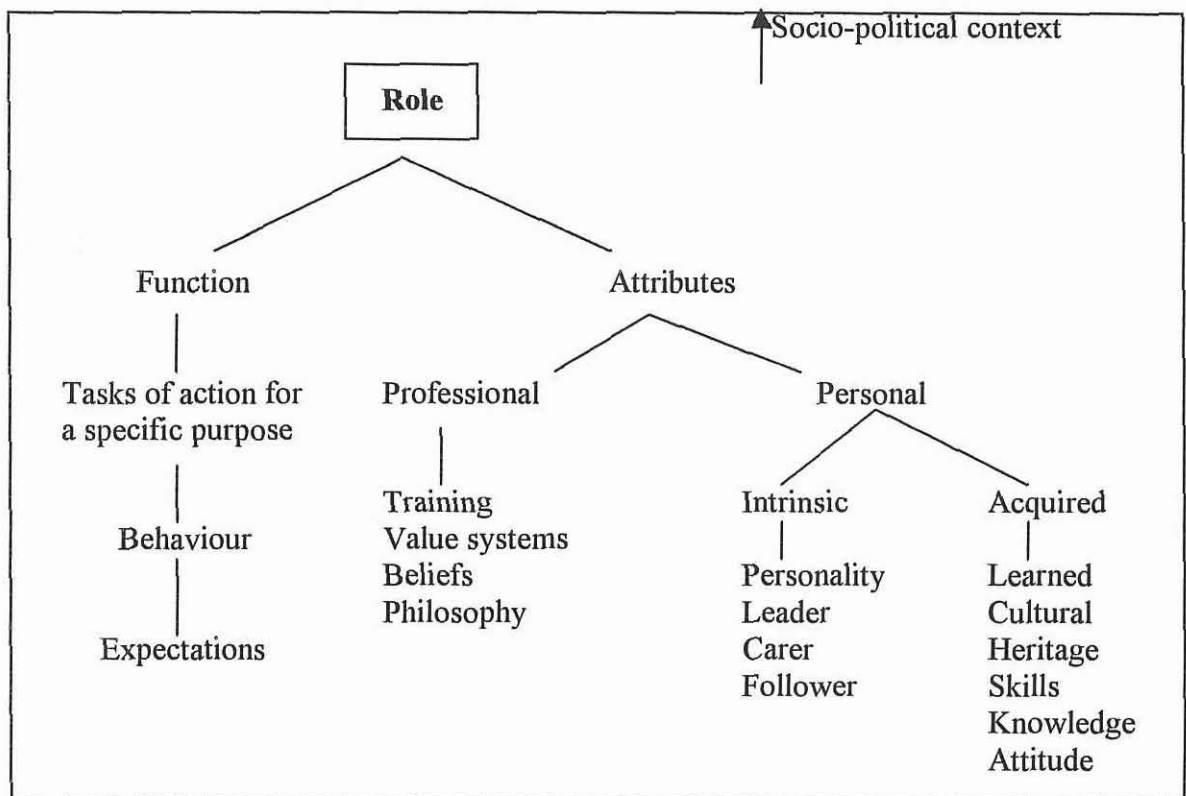 Socio-political context
Role
Function
Attributes
Tasks of action for
a specific purpose
Behaviour
Expectations
Professional
Training
Value systems
Beliefs
Philosophy
Personal
Intrinsic
Personality
Leader
Carer
Follower
Acquired
Learned
Cultural
Heritage
Skills
Knowledge
Attitude